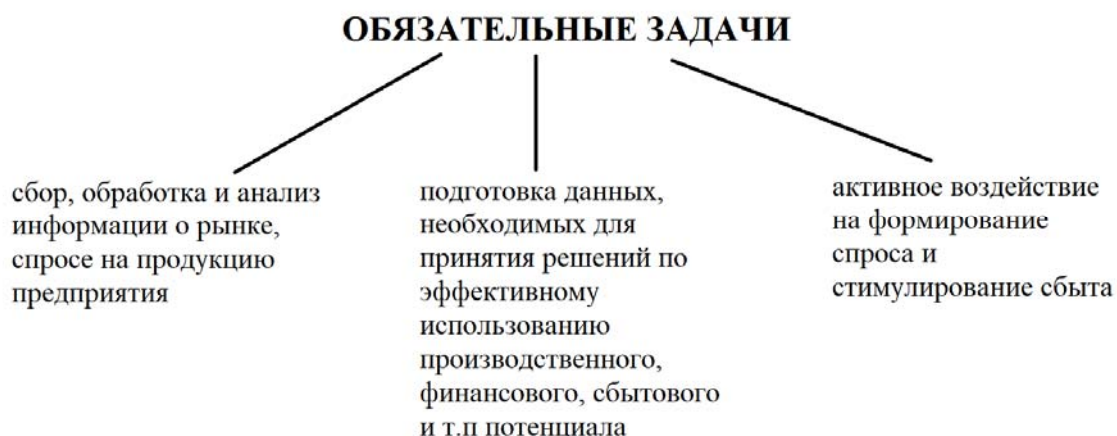 ОБЯЗАТЕЛЬНЫЕ ЗАДАЧИ
сбор, обработка и анализ
информации о рынке,
спросе на продукцию
предприятия
подготовка данных,
необходимых для
принятия решений по
эффективному
использованию
производственного,
финансового, сбытового
и т.п потенциала
активное воздействие
на формирование
спроса и
стимулирование сбыта